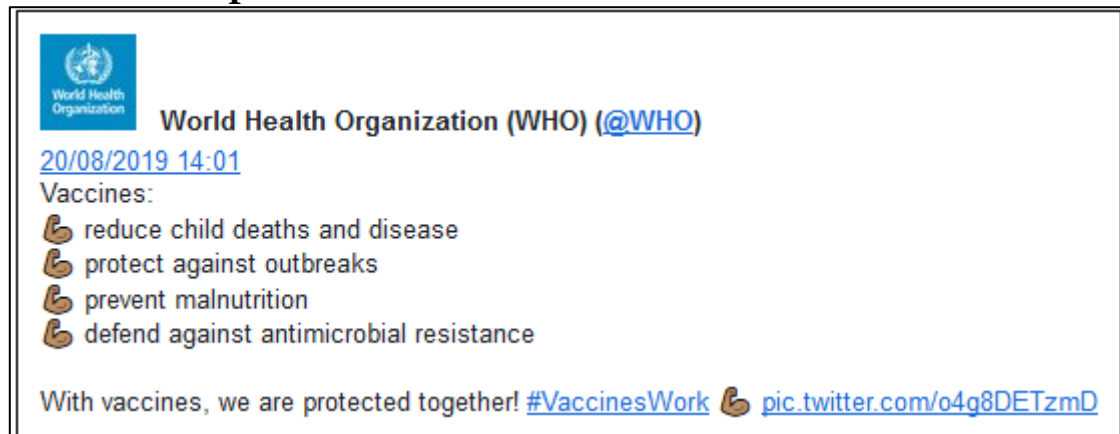 World Health
Organization
World Health Organization (WHO) (@WHO)
20/08/2019 14:01
Vaccines:
💪🏾 reduce child deaths and disease
💪🏾 protect against outbreaks
💪🏾 prevent malnutrition
💪🏾 defend against antimicrobial resistance
With vaccines, we are protected together! #VaccinesWork 💪🏾 pic.twitter.com/o4g8DETzmD